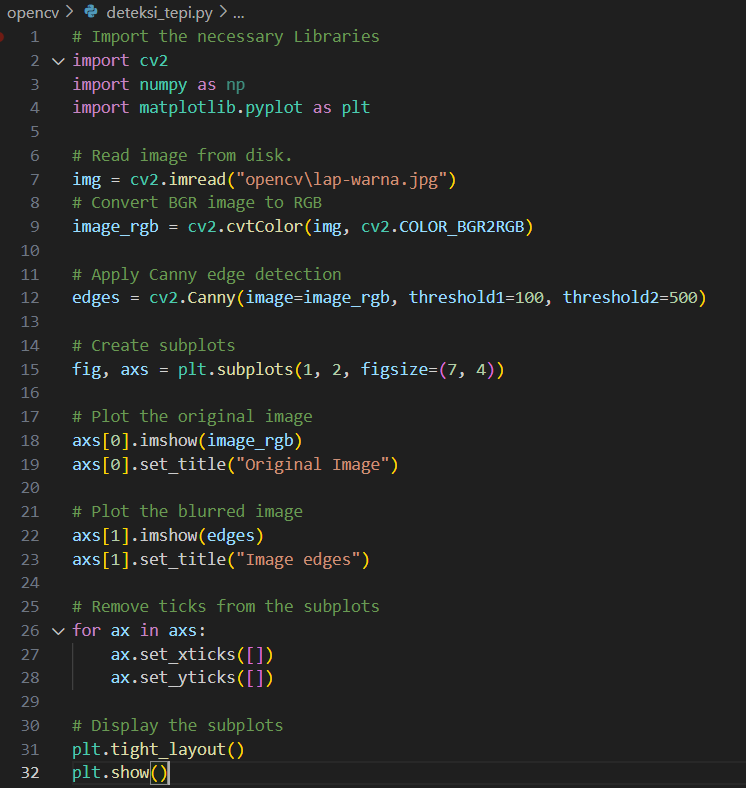 opencv > deteksi_tepi.py > ...
1 # Import the necessary Libraries
2 import cv2
3 import numpy as np
4 import matplotlib.pyplot as plt
5
6 # Read image from disk.
7 img = cv2.imread("opencv\lap-warna.jpg")
8 # Convert BGR image to RGB
9 image_rgb = cv2.cvtColor(img, cv2.COLOR_BGR2RGB)
10
11 # Apply Canny edge detection
12 edges = cv2.Canny(image=image_rgb, threshold1=100, threshold2=500)
13
14 # Create subplots
15 fig, axs = plt.subplots(1, 2, figsize=(7, 4))
16
17 # Plot the original image
18 axs[0].imshow(image_rgb)
19 axs[0].set_title("Original Image")
20
21 # Plot the blurred image
22 axs[1].imshow(edges)
23 axs[1].set_title("Image edges")
24
25 # Remove ticks from the subplots
26 for ax in axs:
27     ax.set_xticks([])
28     ax.set_yticks([])
29
30 # Display the subplots
31 plt.tight_layout()
32 plt.show()